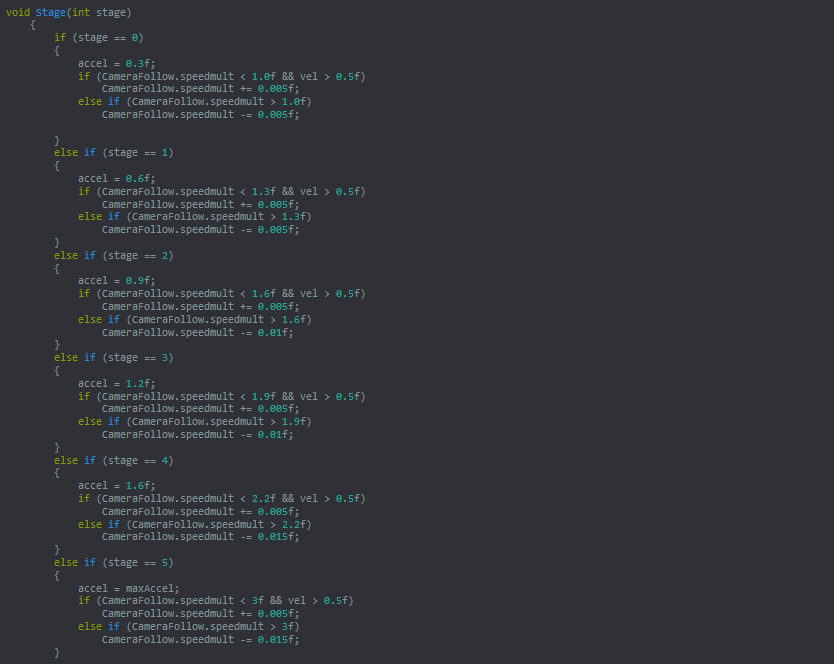 void Stage(int stage)
{
if (stage == 0)
{
accel = 0.3f;
if (CameraFollow.speedmult < 1.0f && vel > 0.5f)
CameraFollow.speedmult += 0.005f;
else if (CameraFollow.speedmult > 1.0f)
CameraFollow.speedmult -= 0.005f;
}
else if (stage == 1)
{
accel = 0.6f;
if (CameraFollow.speedmult < 1.3f && vel > 0.5f)
CameraFollow.speedmult += 0.005f;
else if (CameraFollow.speedmult > 1.3f)
CameraFollow.speedmult -= 0.005f;
}
else if (stage == 2)
{
accel = 0.9f;
if (CameraFollow.speedmult < 1.6f && vel > 0.5f)
CameraFollow.speedmult += 0.005f;
else if (CameraFollow.speedmult > 1.6f)
CameraFollow.speedmult -= 0.01f;
}
else if (stage == 3)
{
accel = 1.2f;
if (CameraFollow.speedmult < 1.9f && vel > 0.5f)
CameraFollow.speedmult += 0.005f;
else if (CameraFollow.speedmult > 1.9f)
CameraFollow.speedmult -= 0.01f;
}
else if (stage == 4)
{
accel = 1.6f;
if (CameraFollow.speedmult < 2.2f && vel > 0.5f)
CameraFollow.speedmult += 0.005f;
else if (CameraFollow.speedmult > 2.2f)
CameraFollow.speedmult -= 0.015f;
}
else if (stage == 5)
{
accel = maxAccel;
if (CameraFollow.speedmult < 3f && vel > 0.5f)
CameraFollow.speedmult += 0.005f;
else if (CameraFollow.speedmult > 3f)
CameraFollow.speedmult -= 0.015f;
}